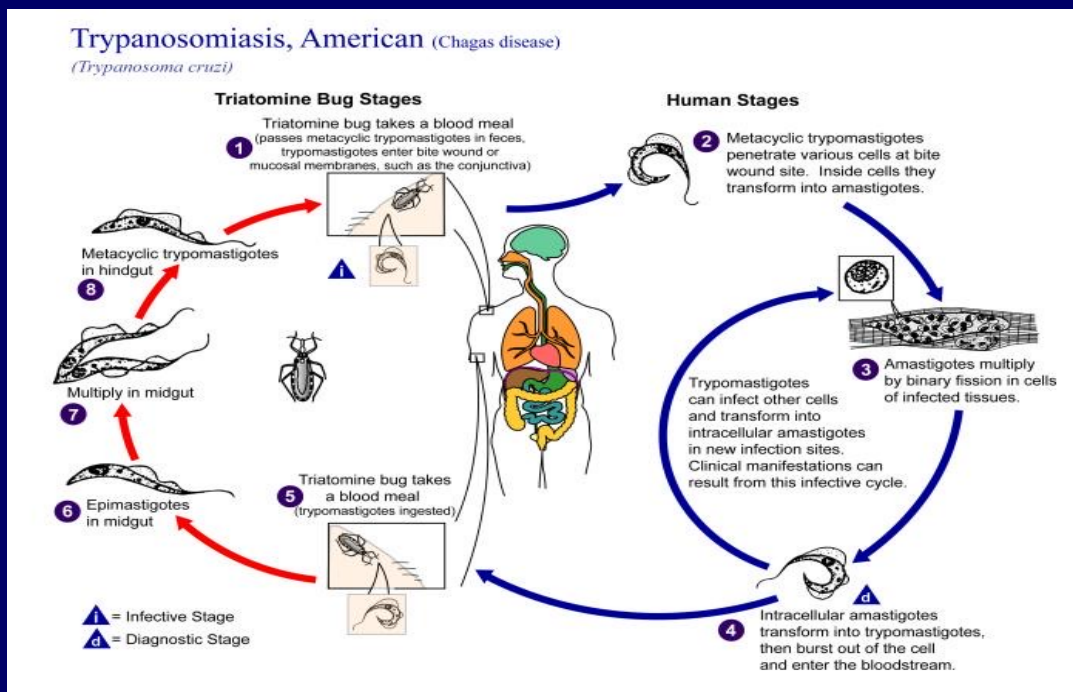 Trypanosomiasis, American (Chagas disease)
(Trypanosoma cruzi)
Triatomine Bug Stages
Human Stages
1
Triatomine bug takes a blood meal
(passes metacyclic trypomastigotes in feces,
trypomastigotes enter bite wound or
mucosal membranes, such as the conjunctiva)
i
2
Metacyclic trypomastigotes
penetrate various cells at bite
wound site. Inside cells they
transform into amastigotes.
3
Amastigotes multiply
by binary fission in cells
of infected tissues.
Trypomastigotes
can infect other cells
and transform into
intracellular amastigotes
in new infection sites.
Clinical manifestations can
result from this infective cycle.
d
4
Intracellular amastigotes
transform into trypomastigotes,
then burst out of the cell
and enter the bloodstream.
5
Triatomine bug takes
a blood meal
(trypomastigotes ingested)
6
Epimastigotes
in midgut
Multiply in midgut
7
Metacyclic trypomastigotes
in hindgut
8
i = Infective Stage
d = Diagnostic Stage